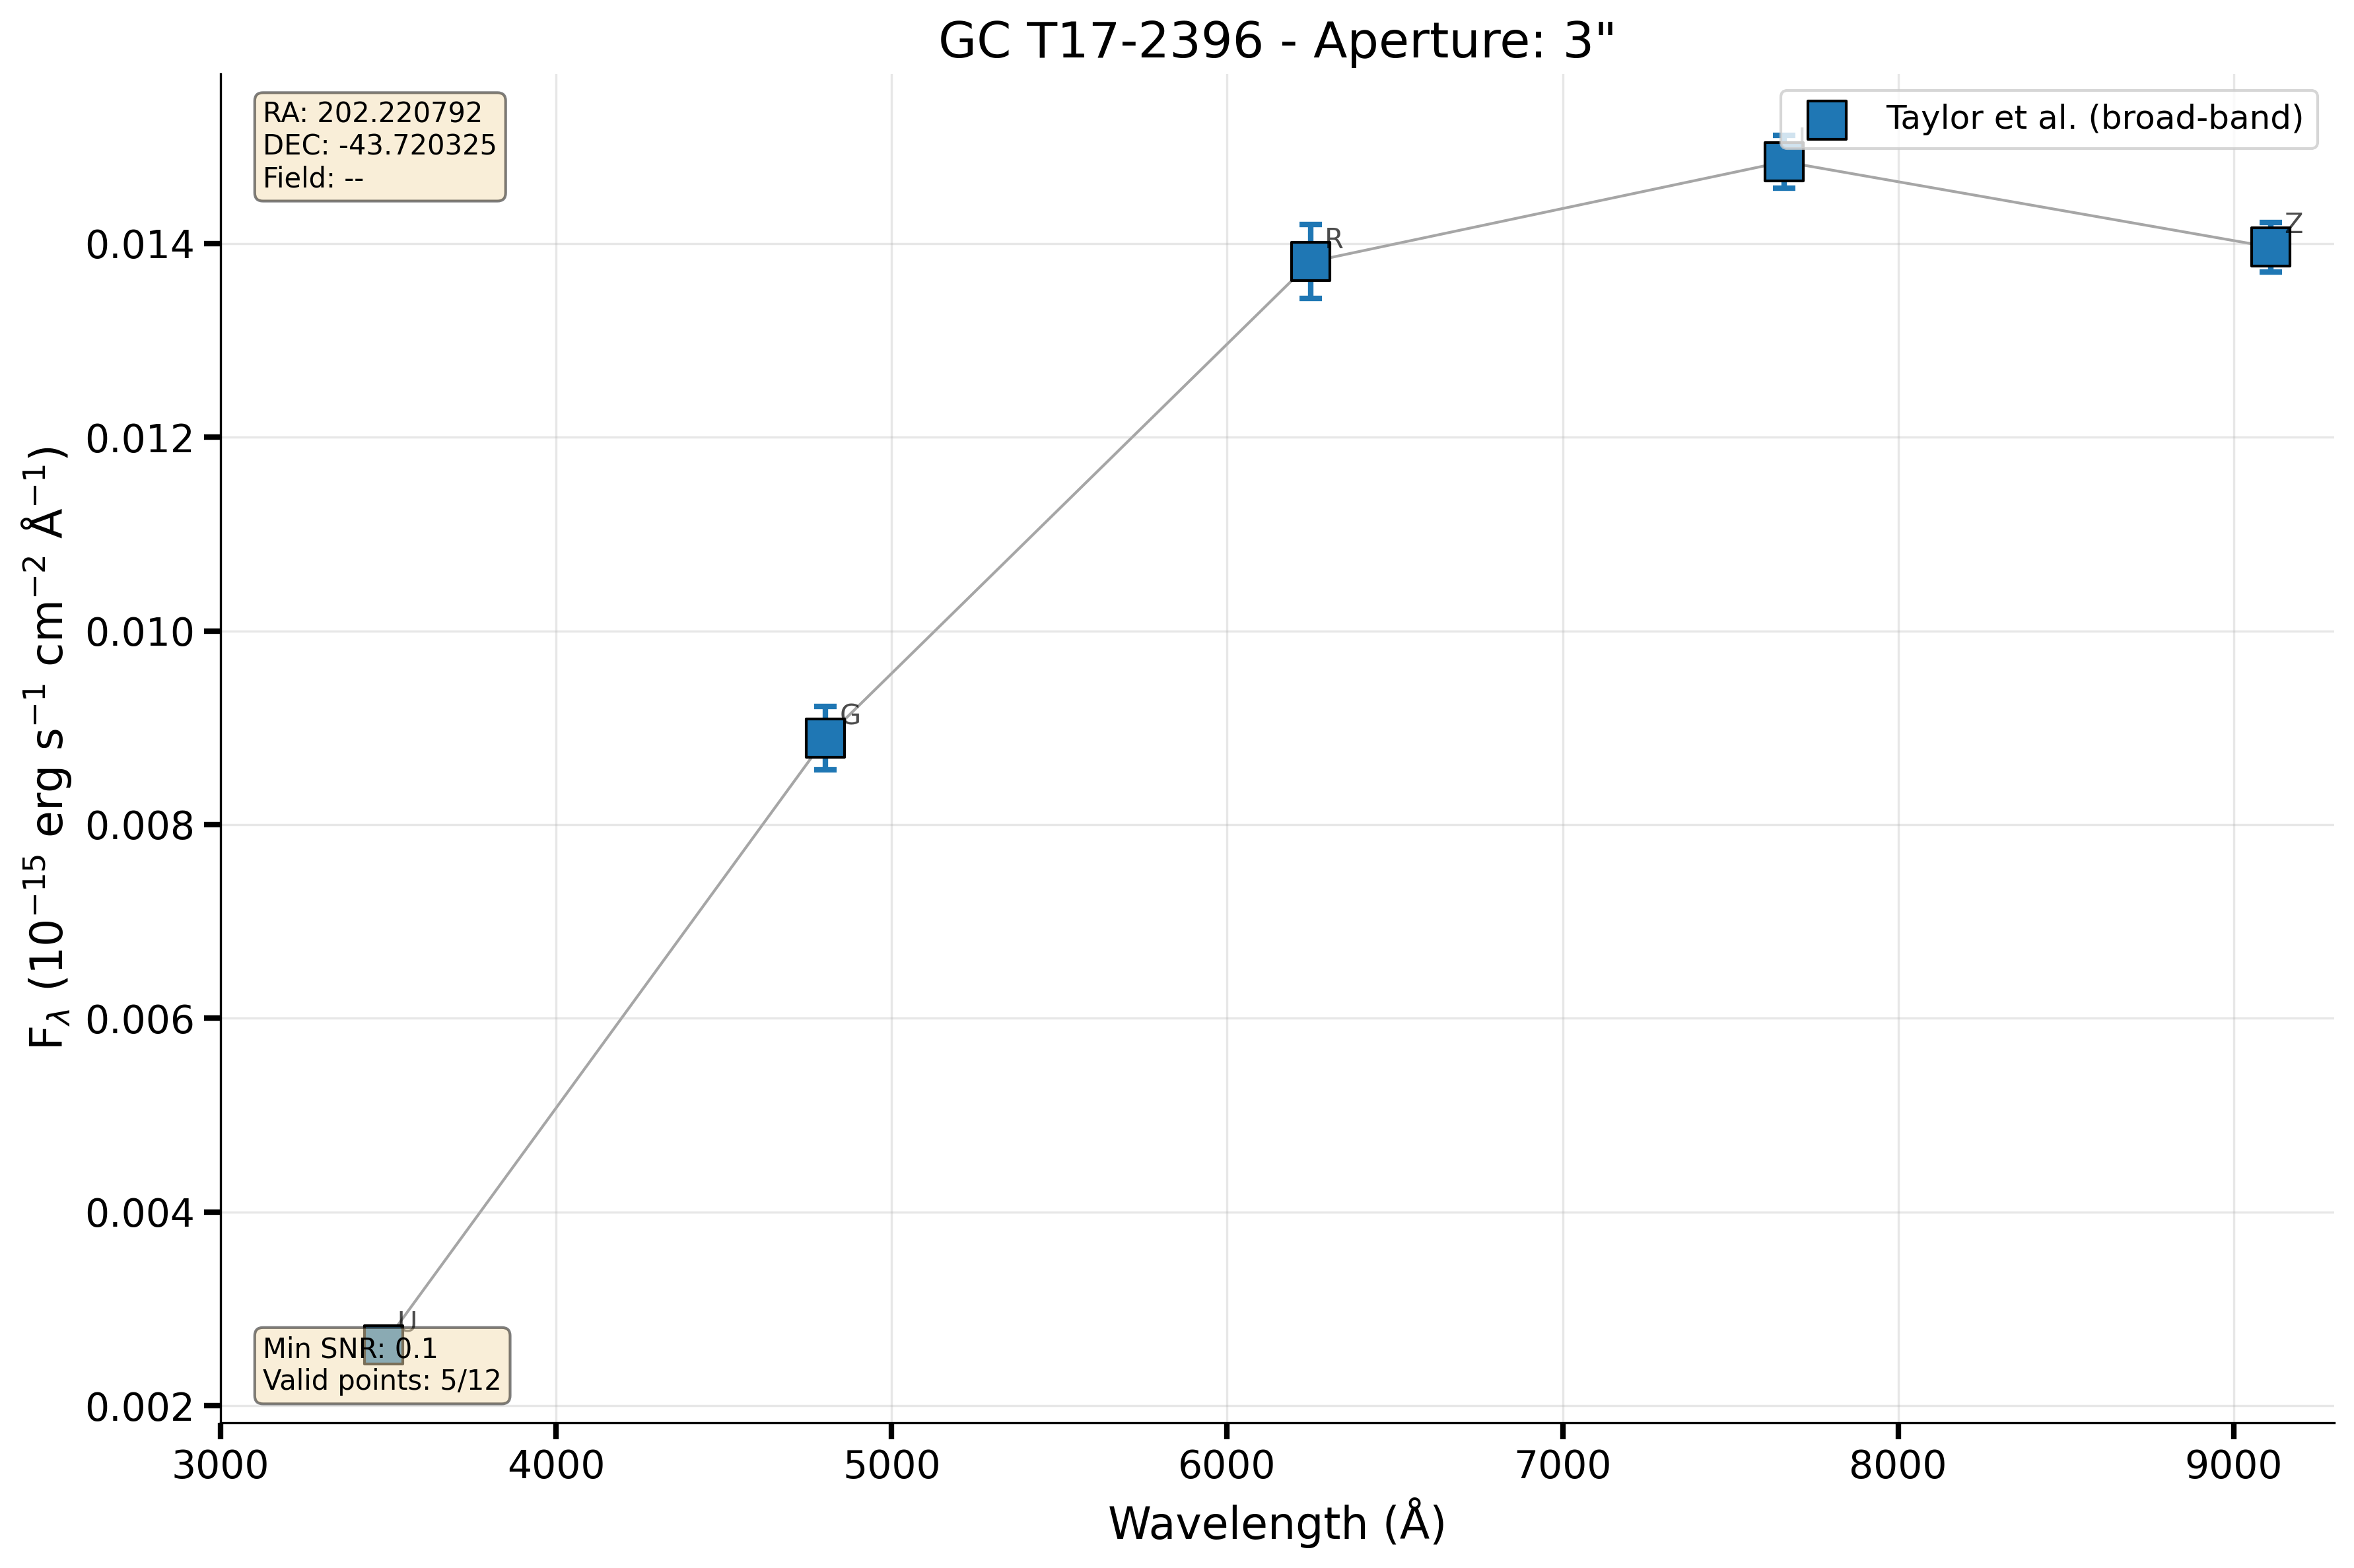 GC T17-2396 - Aperture: 3"
RA: 202.220792
DEC: -43.720325
Field: --
Taylor et al. (broad-band)
I
Z
R
G
U
Min SNR: 0.1
Valid points: 5/12
0.014
0.012
0.010
0.008
0.006
0.004
0.002
F_λ (10⁻¹⁵ erg s⁻¹ cm⁻² Å⁻¹)
3000 4000 5000 6000 7000 8000 9000
Wavelength (Å)